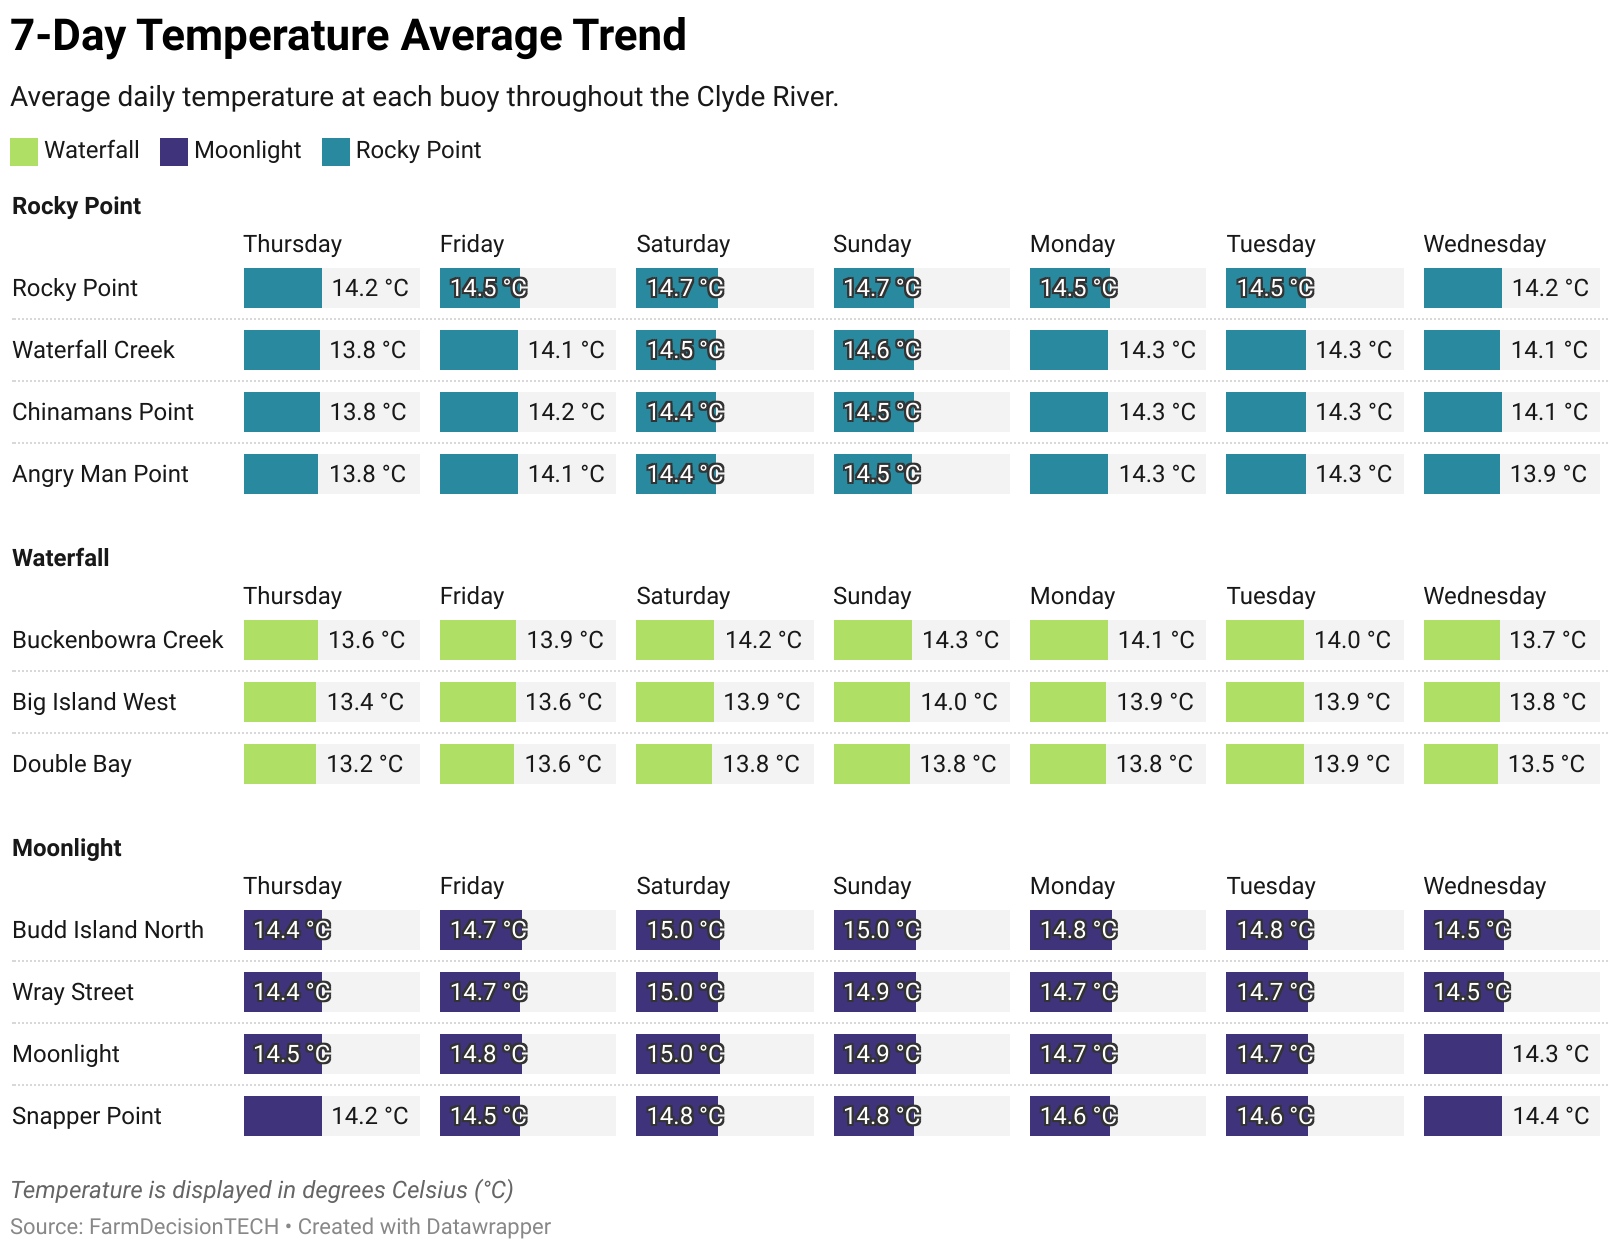 7-Day Temperature Average Trend
Average daily temperature at each buoy throughout the Clyde River.
Waterfall Moonlight Rocky Point
Rocky Point
Thursday Friday Saturday Sunday Monday Tuesday Wednesday
Rocky Point 14.2 °C 14.5 °C 14.7 °C 14.7 °C 14.5 °C 14.5 °C 14.2 °C
Waterfall Creek 13.8 °C 14.1 °C 14.5 °C 14.6 °C 14.3 °C 14.3 °C 14.1 °C
Chinamans Point 13.8 °C 14.2 °C 14.4 °C 14.5 °C 14.3 °C 14.3 °C 14.1 °C
Angry Man Point 13.8 °C 14.1 °C 14.4 °C 14.5 °C 14.3 °C 14.3 °C 13.9 °C
Waterfall
Thursday Friday Saturday Sunday Monday Tuesday Wednesday
Buckenbowra Creek 13.6 °C 13.9 °C 14.2 °C 14.3 °C 14.1 °C 14.0 °C 13.7 °C
Big Island West 13.4 °C 13.6 °C 13.9 °C 14.0 °C 13.9 °C 13.9 °C 13.8 °C
Double Bay 13.2 °C 13.6 °C 13.8 °C 13.8 °C 13.8 °C 13.9 °C 13.5 °C
Moonlight
Thursday Friday Saturday Sunday Monday Tuesday Wednesday
Budd Island North 14.4 °C 14.7 °C 15.0 °C 15.0 °C 14.8 °C 14.8 °C 14.5 °C
Wray Street 14.4 °C 14.7 °C 15.0 °C 14.9 °C 14.7 °C 14.7 °C 14.5 °C
Moonlight 14.5 °C 14.8 °C 15.0 °C 14.9 °C 14.7 °C 14.7 °C 14.3 °C
Snapper Point 14.2 °C 14.5 °C 14.8 °C 14.8 °C 14.6 °C 14.6 °C 14.4 °C
Temperature is displayed in degrees Celsius (°C)
Source: FarmDecisionTECH • Created with Datawrapper